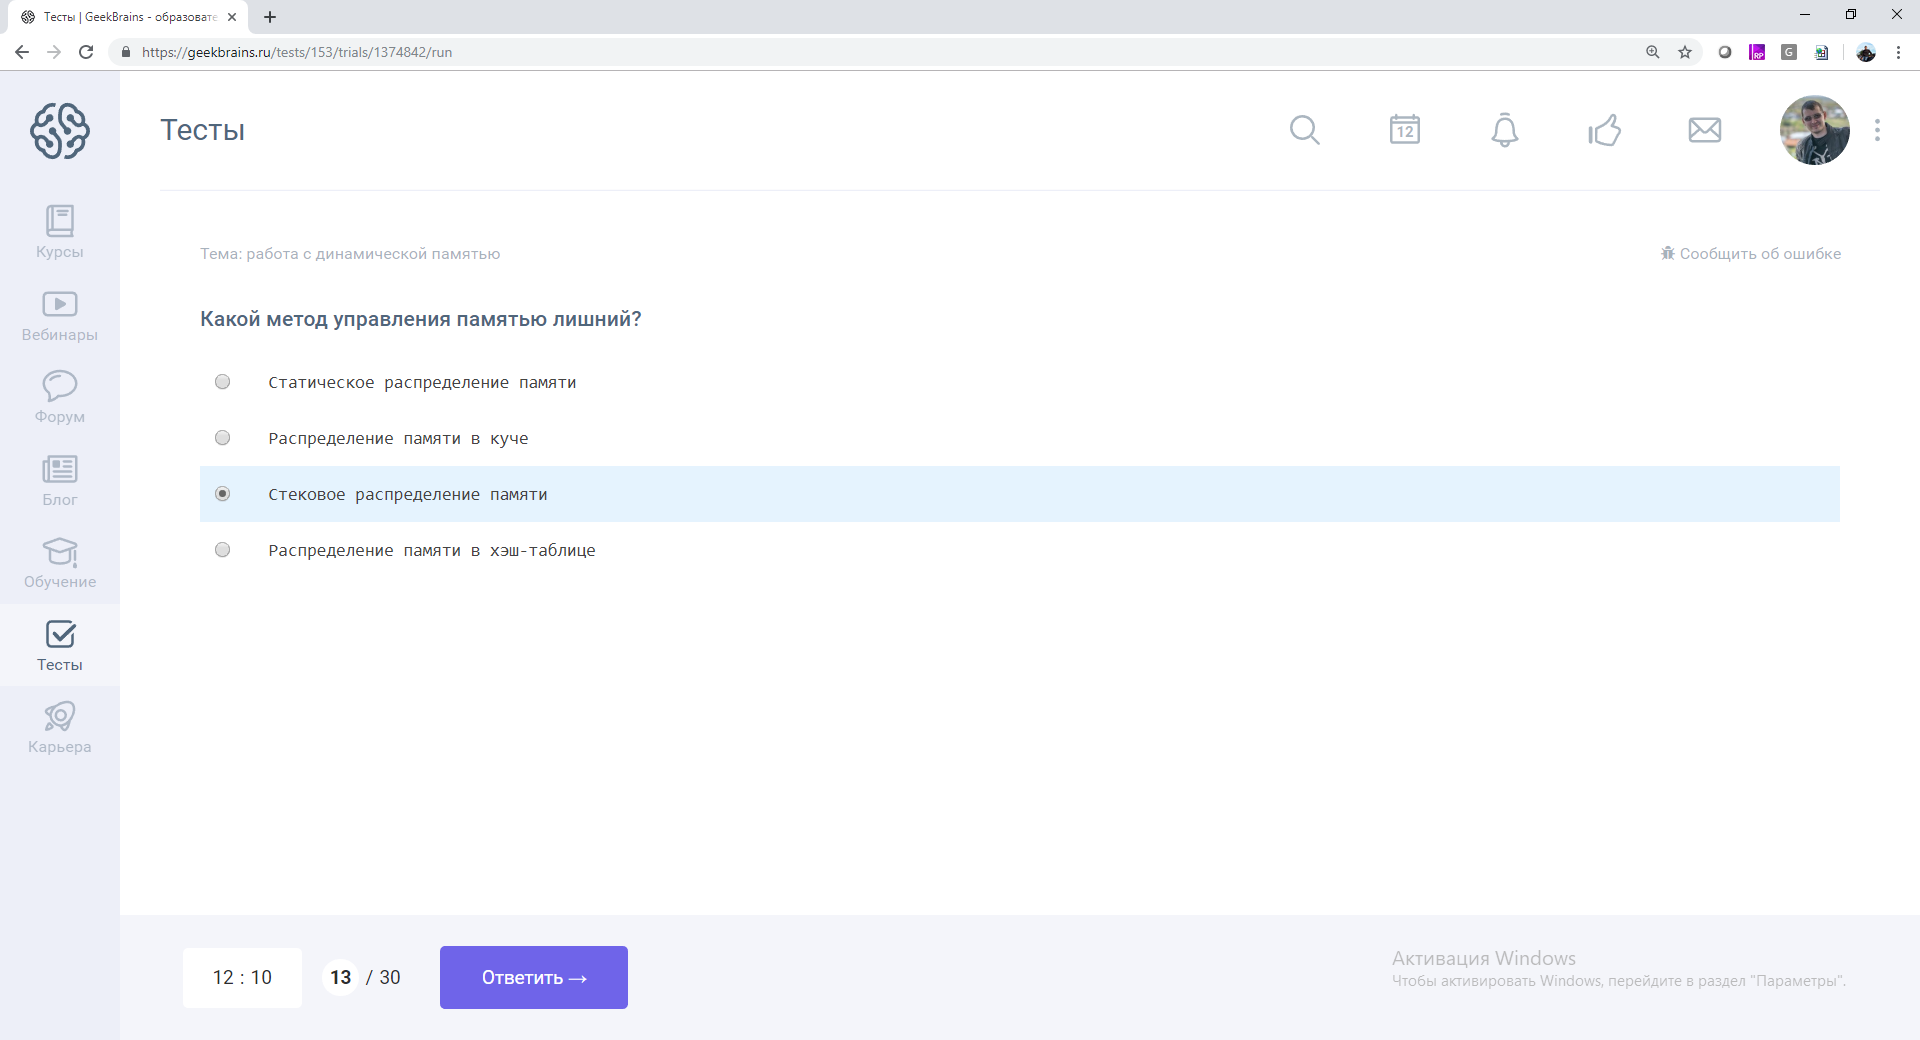 Тесты | GeekBrains - образовате
https://geekbrains.ru/tests/153/trials/1374842/run
RP
G
Тесты
12
Курсы
Вебинары
Форум
Блог
Обучение
Тесты
Карьера
Тема: работа с динамической памятью
Сообщить об ошибке
Какой метод управления памятью лишний?
Статическое распределение памяти
Распределение памяти в куче
Стековое распределение памяти
Распределение памяти в хэш-таблице
12 : 10
13 / 30
Ответить →
Активация Windows
Чтобы активировать Windows, перейдите в раздел "Параметры".